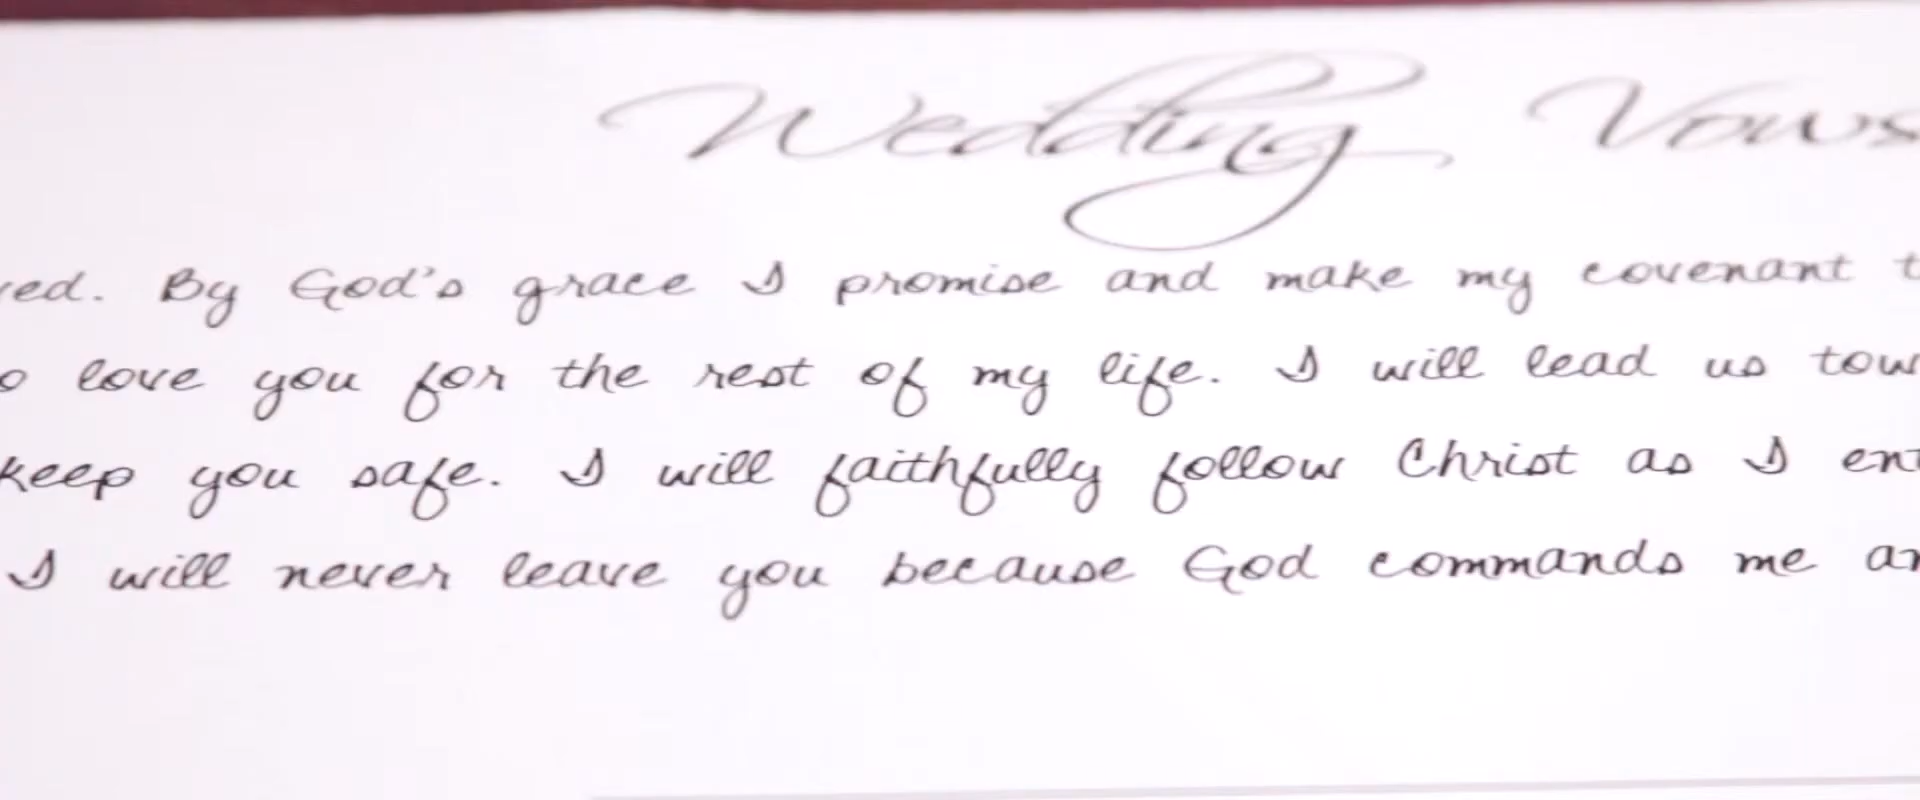 Wedding Vows
red. By God's grace I promise and make my covenant t
o love you for the rest of my life. I will lead us tow
keep you safe. I will faithfully follow Christ as I ent
I will never leave you because God commands me an